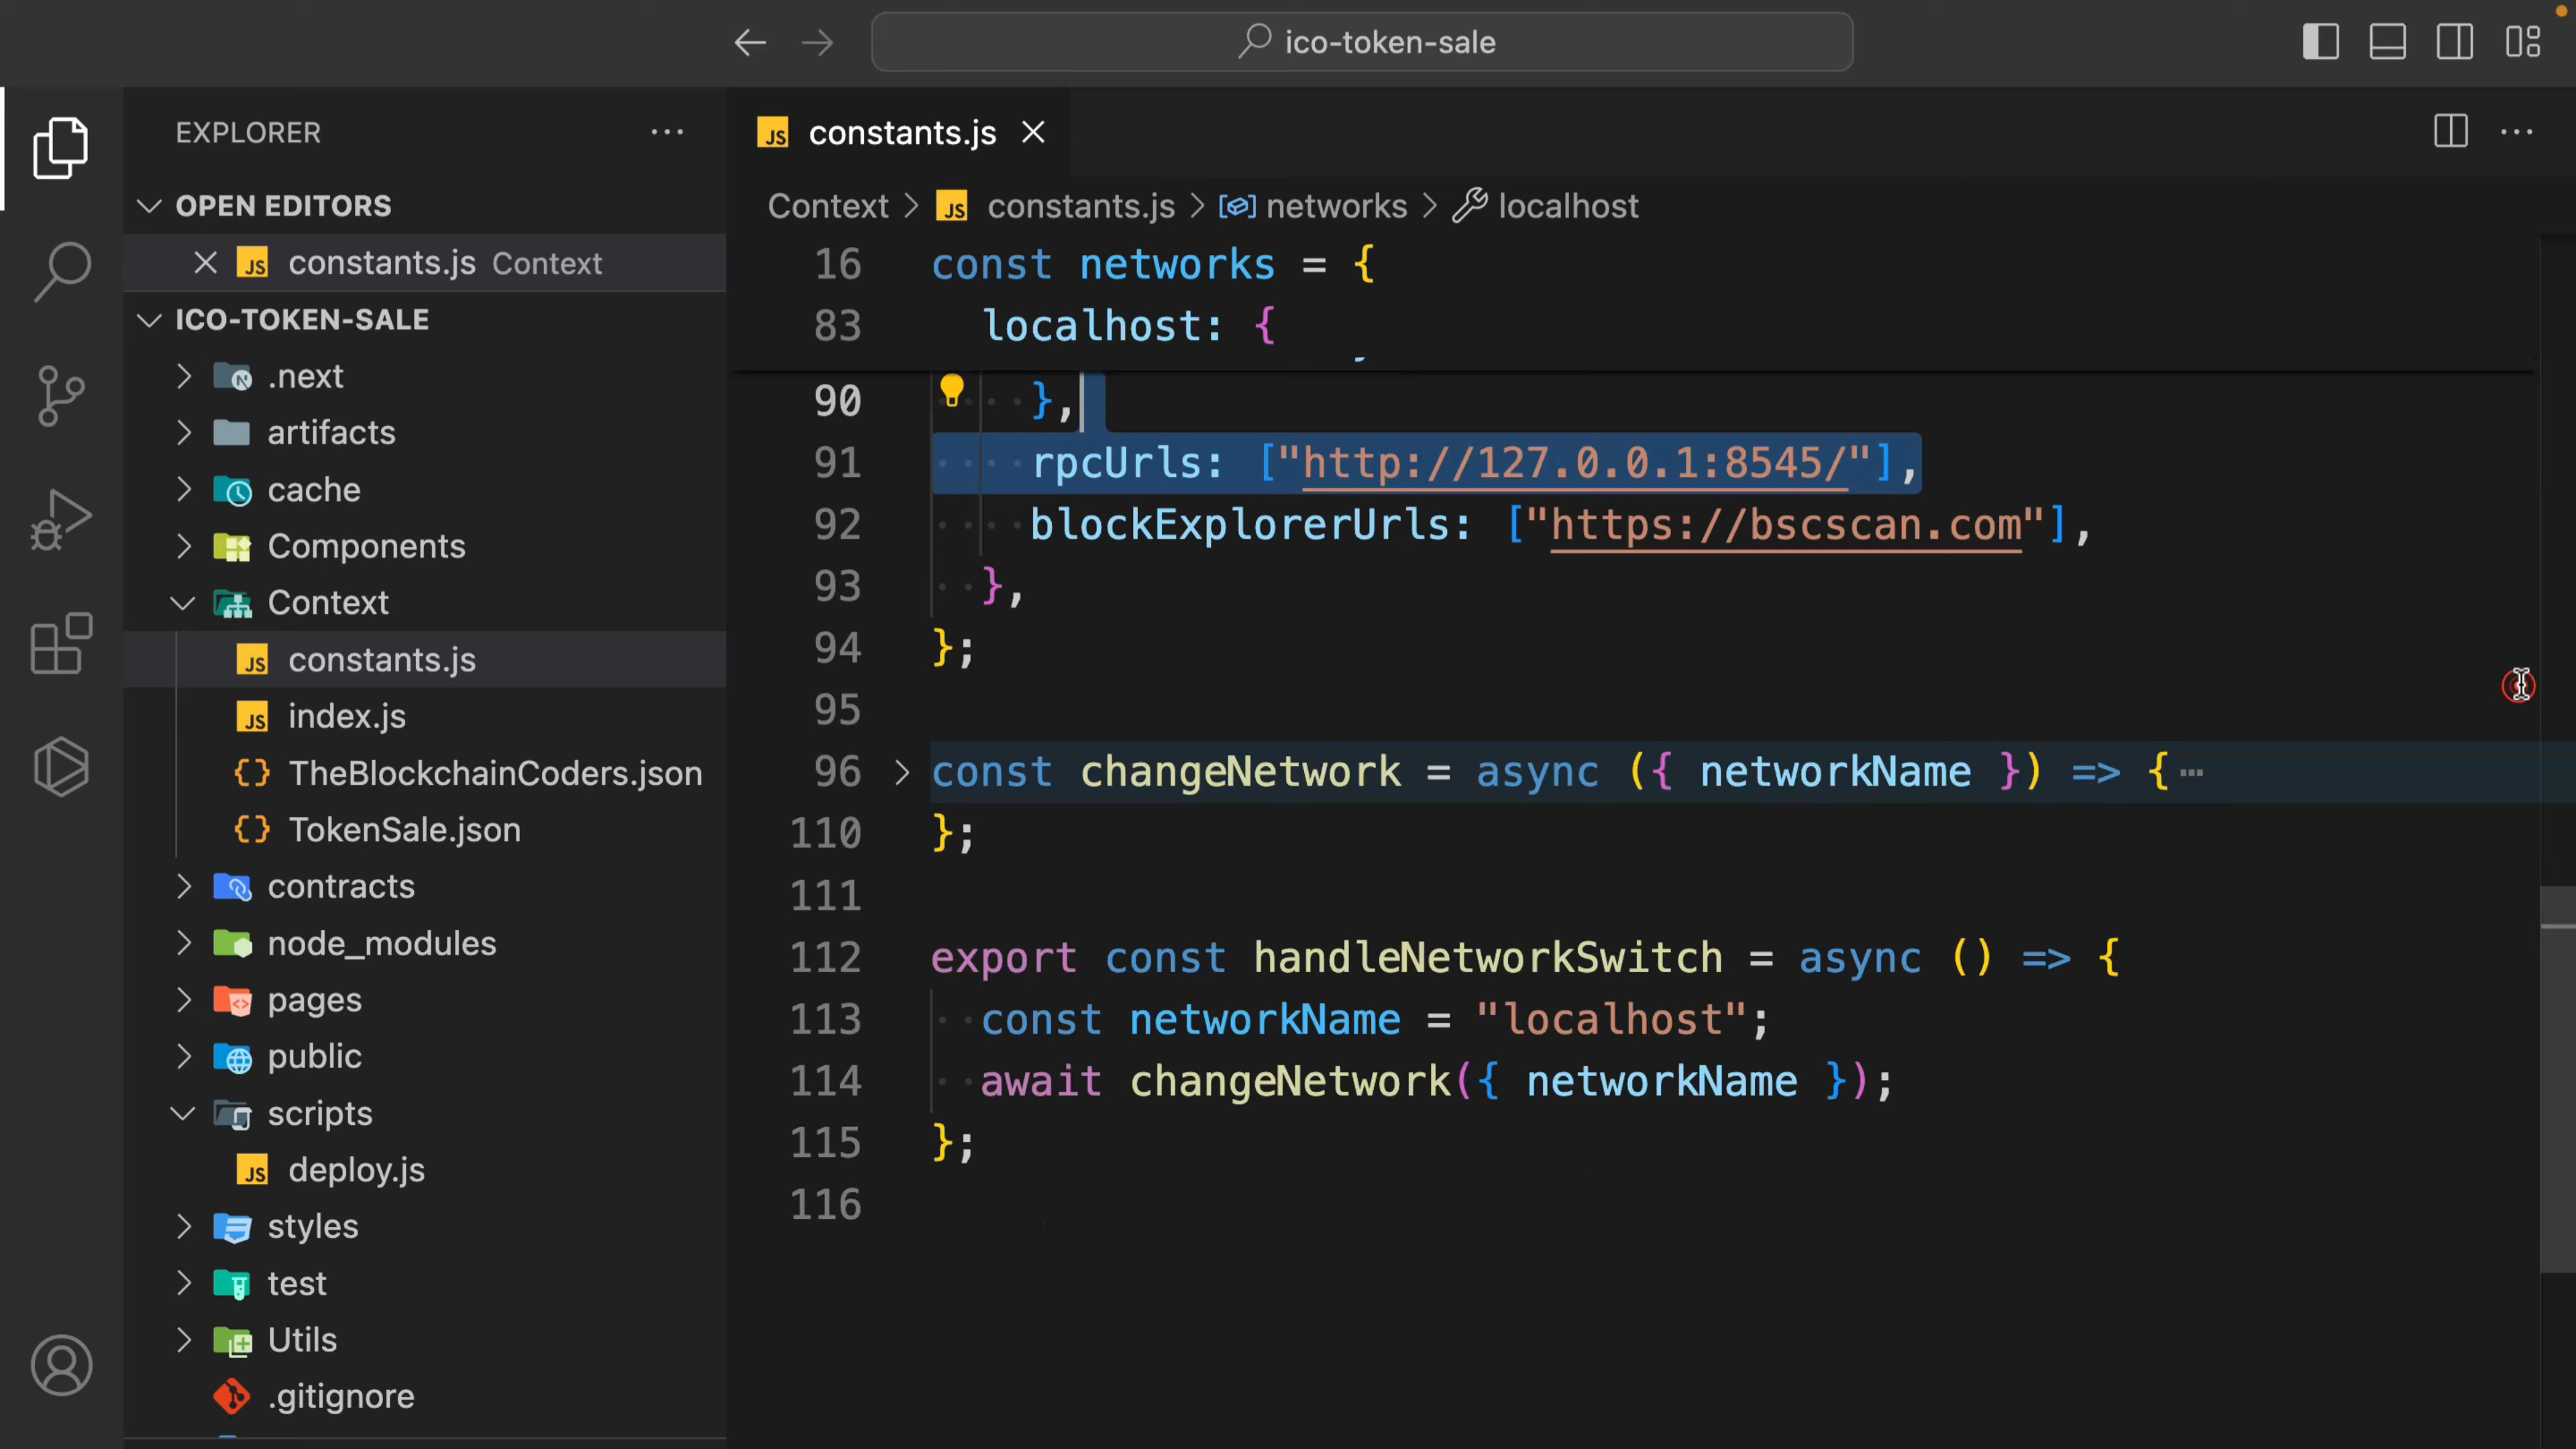 ico-token-sale
EXPLORER
OPEN EDITORS
constants.js Context
ICO-TOKEN-SALE
.next
artifacts
cache
Components
Context
constants.js
index.js
TheBlockchainCoders.json
TokenSale.json
contracts
node_modules
pages
public
scripts
deploy.js
styles
test
Utils
.gitignore
constants.js
Context > constants.js > networks > localhost
16 const networks = {
83 localhost: {
90 },
91 rpcUrls: ["http://127.0.0.1:8545/"],
92 blockExplorerUrls: ["https://bscscan.com"],
93 },
94 };
95
96 const changeNetwork = async ({ networkName }) => { ⋯
110 };
111
112 export const handleNetworkSwitch = async () => {
113 const networkName = "localhost";
114 await changeNetwork({ networkName });
115 };
116